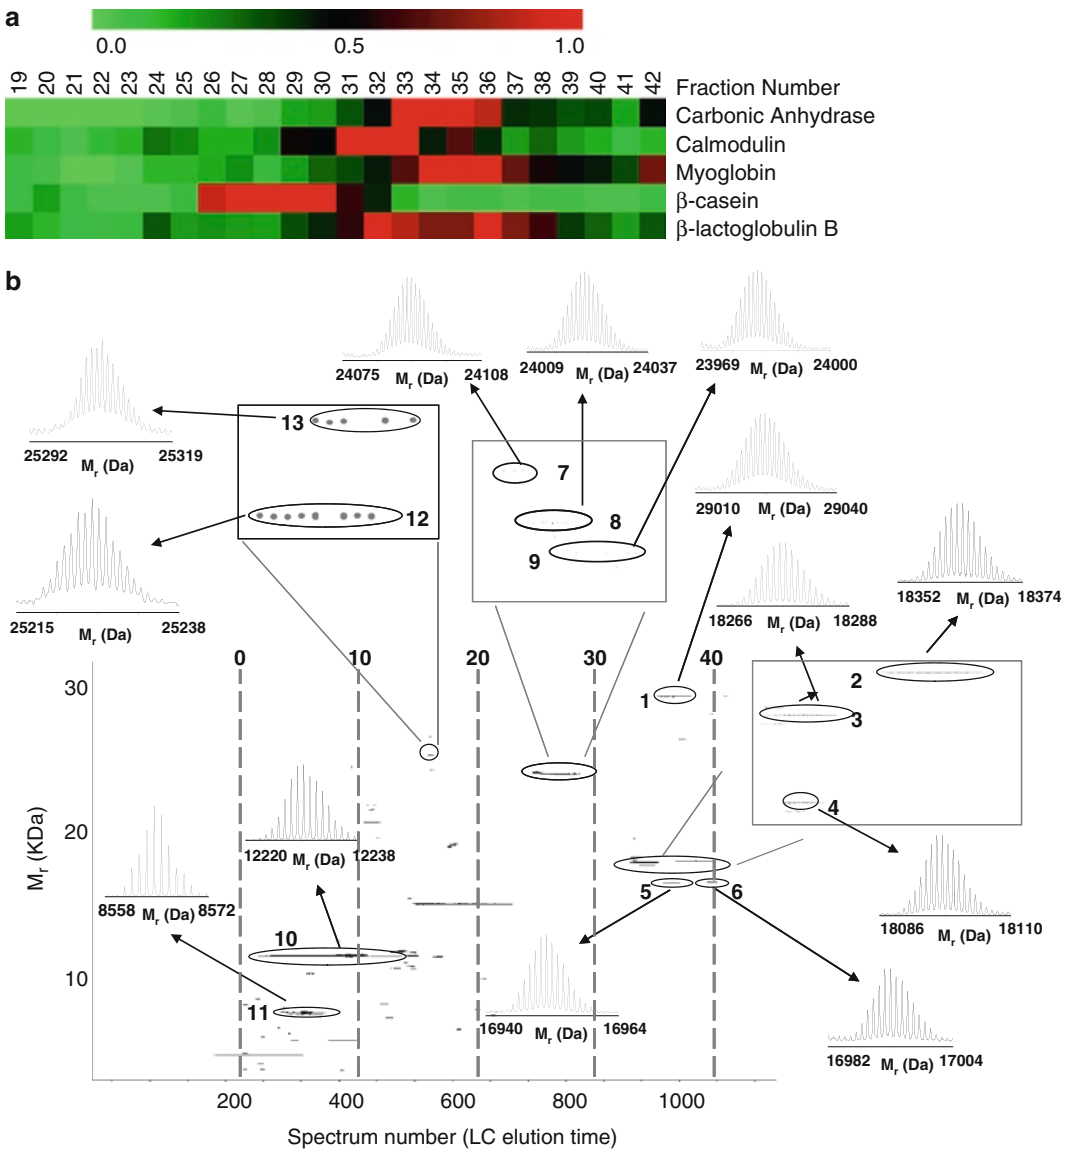 a
0.0 0.5 1.0
19 20 21 22 23 24 25 26 27 28 29 30 31 32 33 34 35 36 37 38 39 40 41 42 Fraction Number
Carbonic Anhydrase
Calmodulin
Myoglobin
β-casein
β-lactoglobulin B
b
24075 Mr (Da) 24108
24009 Mr (Da) 24037
23969 Mr (Da) 24000
25292 Mr (Da) 25319
13
12
7
8
9
29010 Mr (Da) 29040
25215 Mr (Da) 25238
18266 Mr (Da) 18288
18352 Mr (Da) 18374
0 10 20 30 40
30
1
2
3
4
20
Mr (KDa)
12220 Mr (Da) 12238
8558 Mr (Da) 8572
5
6
18086 Mr (Da) 18110
10
10
11
16940 Mr (Da) 16964
16982 Mr (Da) 17004
200 400 600 800 1000
Spectrum number (LC elution time)